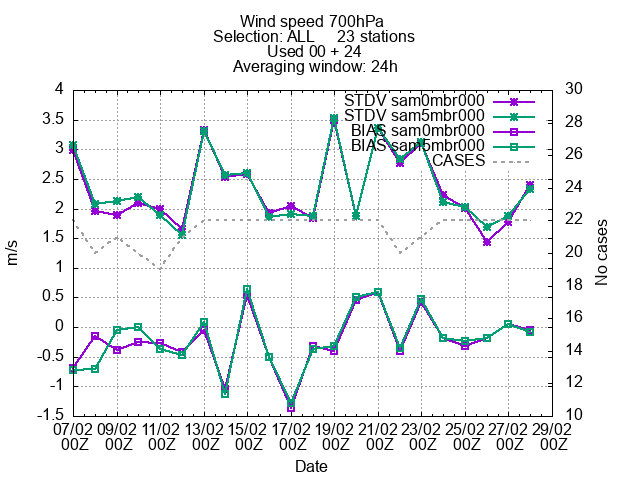 Wind speed 700hPa
Selection: ALL 23 stations
Used 00 + 24
Averaging window: 24h
STDV sam0mbr000
STDV sam5mbr000
BIAS sam0mbr000
BIAS sam5mbr000
CASES
4
3.5
3
2.5
2
1.5
1
0.5
0
-0.5
-1
-1.5
m/s
30
28
26
24
22
20
18
16
14
12
10
No cases
07/02 09/02 11/02 13/02 15/02 17/02 19/02 21/02 23/02 25/02 27/02 29/02
00Z 00Z 00Z 00Z 00Z 00Z 00Z 00Z 00Z 00Z 00Z 00Z
Date